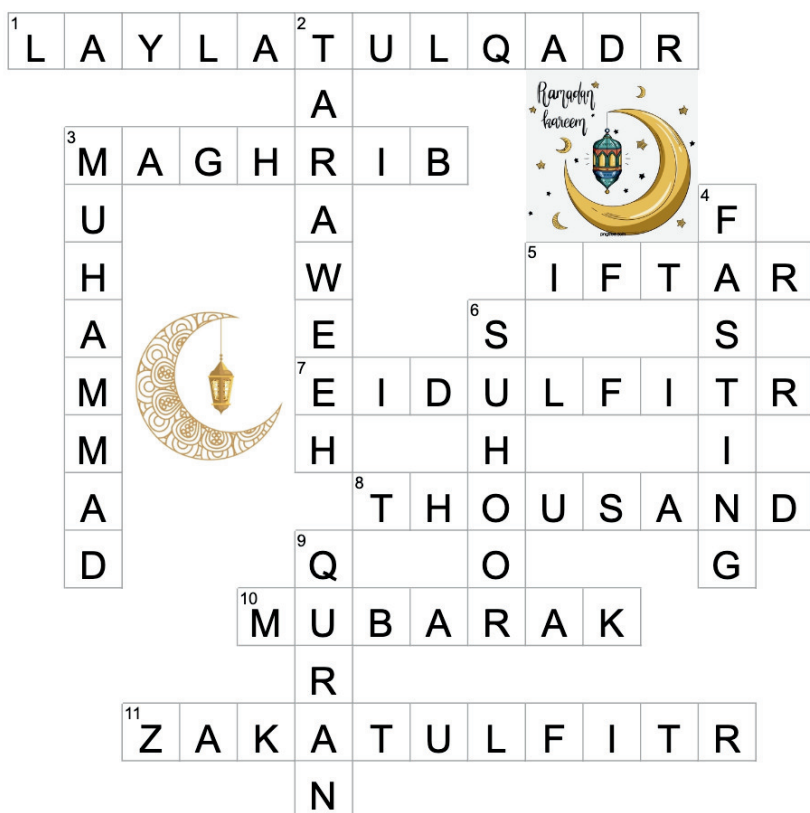 1 L A Y L A 2 T U L Q A D R
A
Ramadan
kareem
3 M A G H R I B
U A 4 F
H W 5 I F T A R
A E 6 S S
M 7 E I D U L F I T R
M H H I
A 8 T H O U S A N D
D 9 Q O G
10 M U B A R A K
R
11 Z A K A T U L F I T R
N